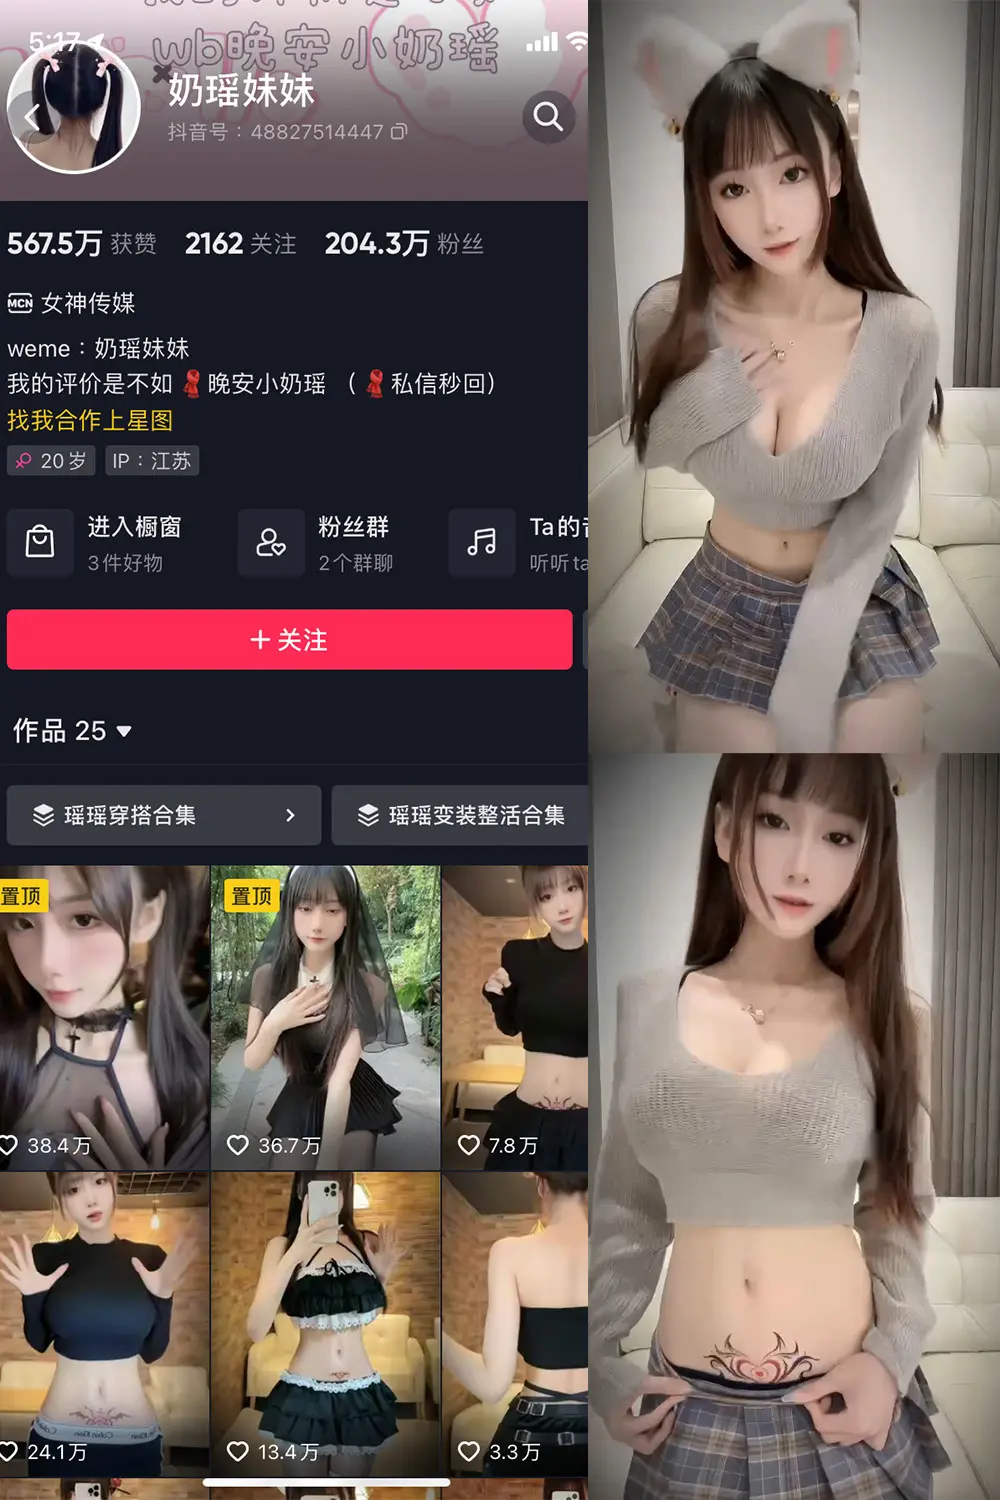 5:17
wb晚安小奶瑶
奶瑶妹妹
抖音号：48827514447
567.5万 获赞 2162 关注 204.3万 粉丝
MCN 女神传媒
weme：奶瑶妹妹
我的评价是不如 晚安小奶瑶 （ 私信秒回）
找我合作上星图
20岁 IP：江苏
进入橱窗 粉丝群 Ta的
3件好物 2个群聊 听听ta
+ 关注
作品 25
瑶瑶穿搭合集 瑶瑶变装整活合集
置顶 置顶
38.4万 36.7万 7.8万
24.1万 13.4万 3.3万